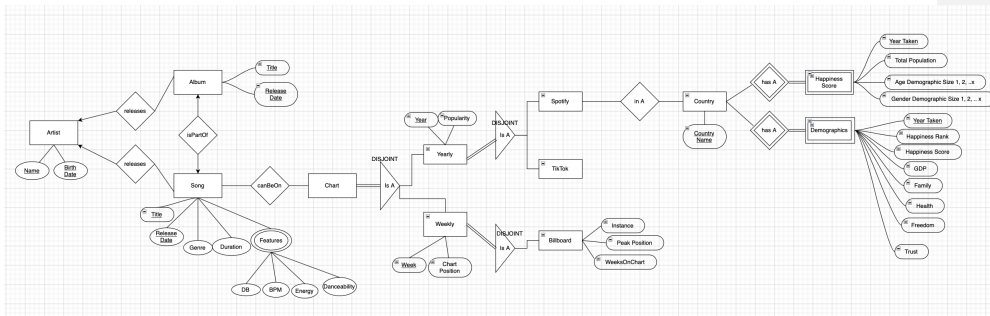 Artist
Name
Birth
Date
releases
releases
Album
Title
Release
Date
isPartOf
Song
Title
Release
Date
Genre
Duration
Features
DB
BPM
Energy
Danceability
canBeOn
Chart
DISJOINT
Is A
Year
Popularity
Yearly
Weekly
Week
Chart
Position
DISJOINT
Is A
DISJOINT
Is A
Spotify
TikTok
Billboard
Instance
Peak Position
WeeksOnChart
in A
Country
Country
Name
has A
has A
Happiness
Score
Year Taken
Total Population
Age Demographic Size 1, 2, ..x
Gender Demographic Size 1, 2, .. x
Demographics
Year Taken
Happiness Rank
Happiness Score
GDP
Family
Health
Freedom
Trust